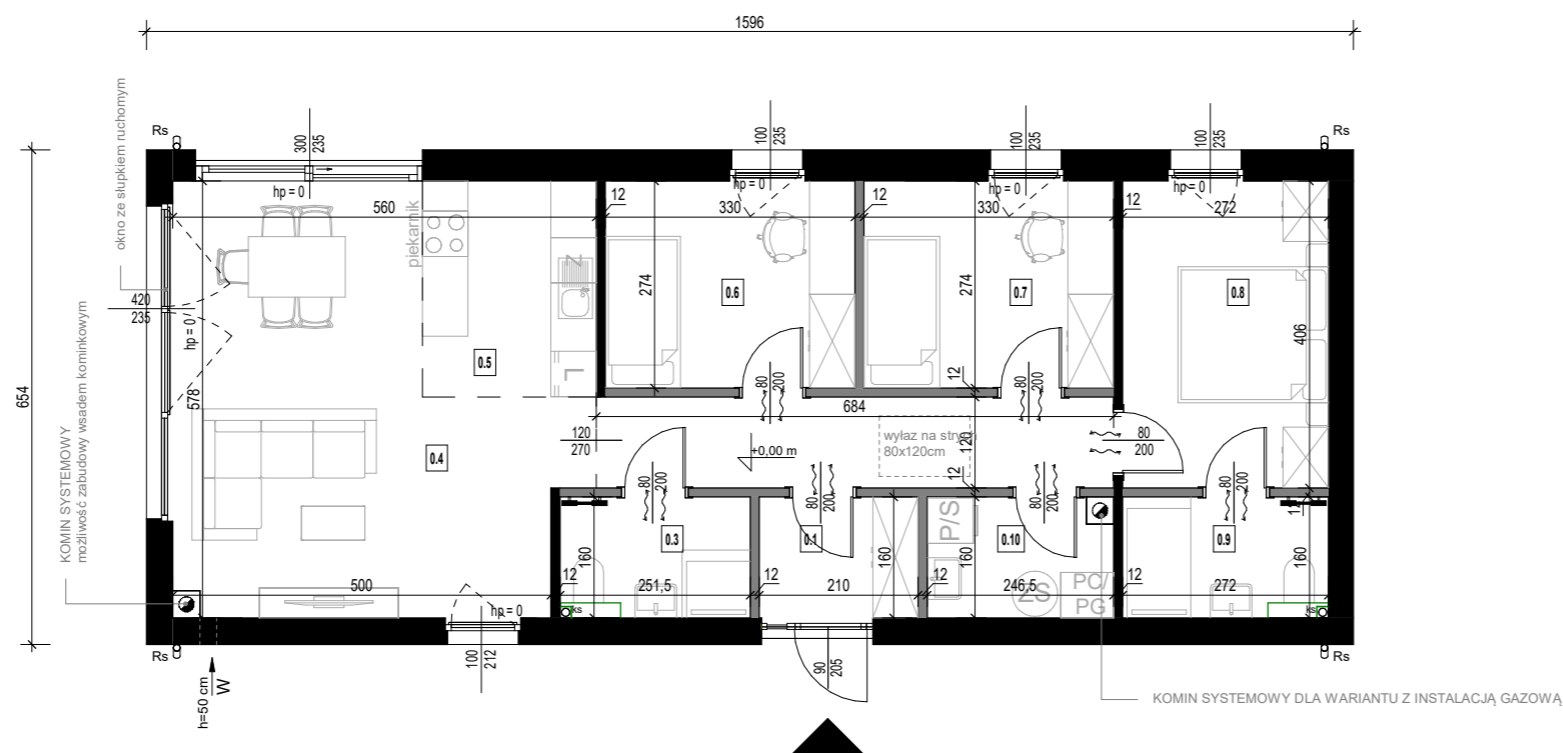 1596
okno ze słupkiem ruchomym
Rs
300
235
100
235
100
235
100
235
Rs
hp = 0
hp = 0
hp = 0
hp = 0
piekarnik
560
12
330
12
330
12
272
Z
274
0.6
274
0.7
0.8
406
420
235
hp = 0
0.5
L
654
KOMIN SYSTEMOWY
możliwość zabudowy wsadem kominkowym
578
80
200
12
80
200
684
0.4
120
270
+0,00 m
wyłaz na strych
80x120cm
120
12
80
200
80
200
80
200
80
200
80
200
12
0.3
0.1
P/S
0.10
0.9
160
160
160
160
500
12
251,5
12
210
12
246,5
12
272
ZS
PC/
PG
hp = 0
ks
ks
Rs
100
212
90
205
Rs
h=50 cm
W
KOMIN SYSTEMOWY DLA WARIANTU Z INSTALACJĄ GAZOWĄ